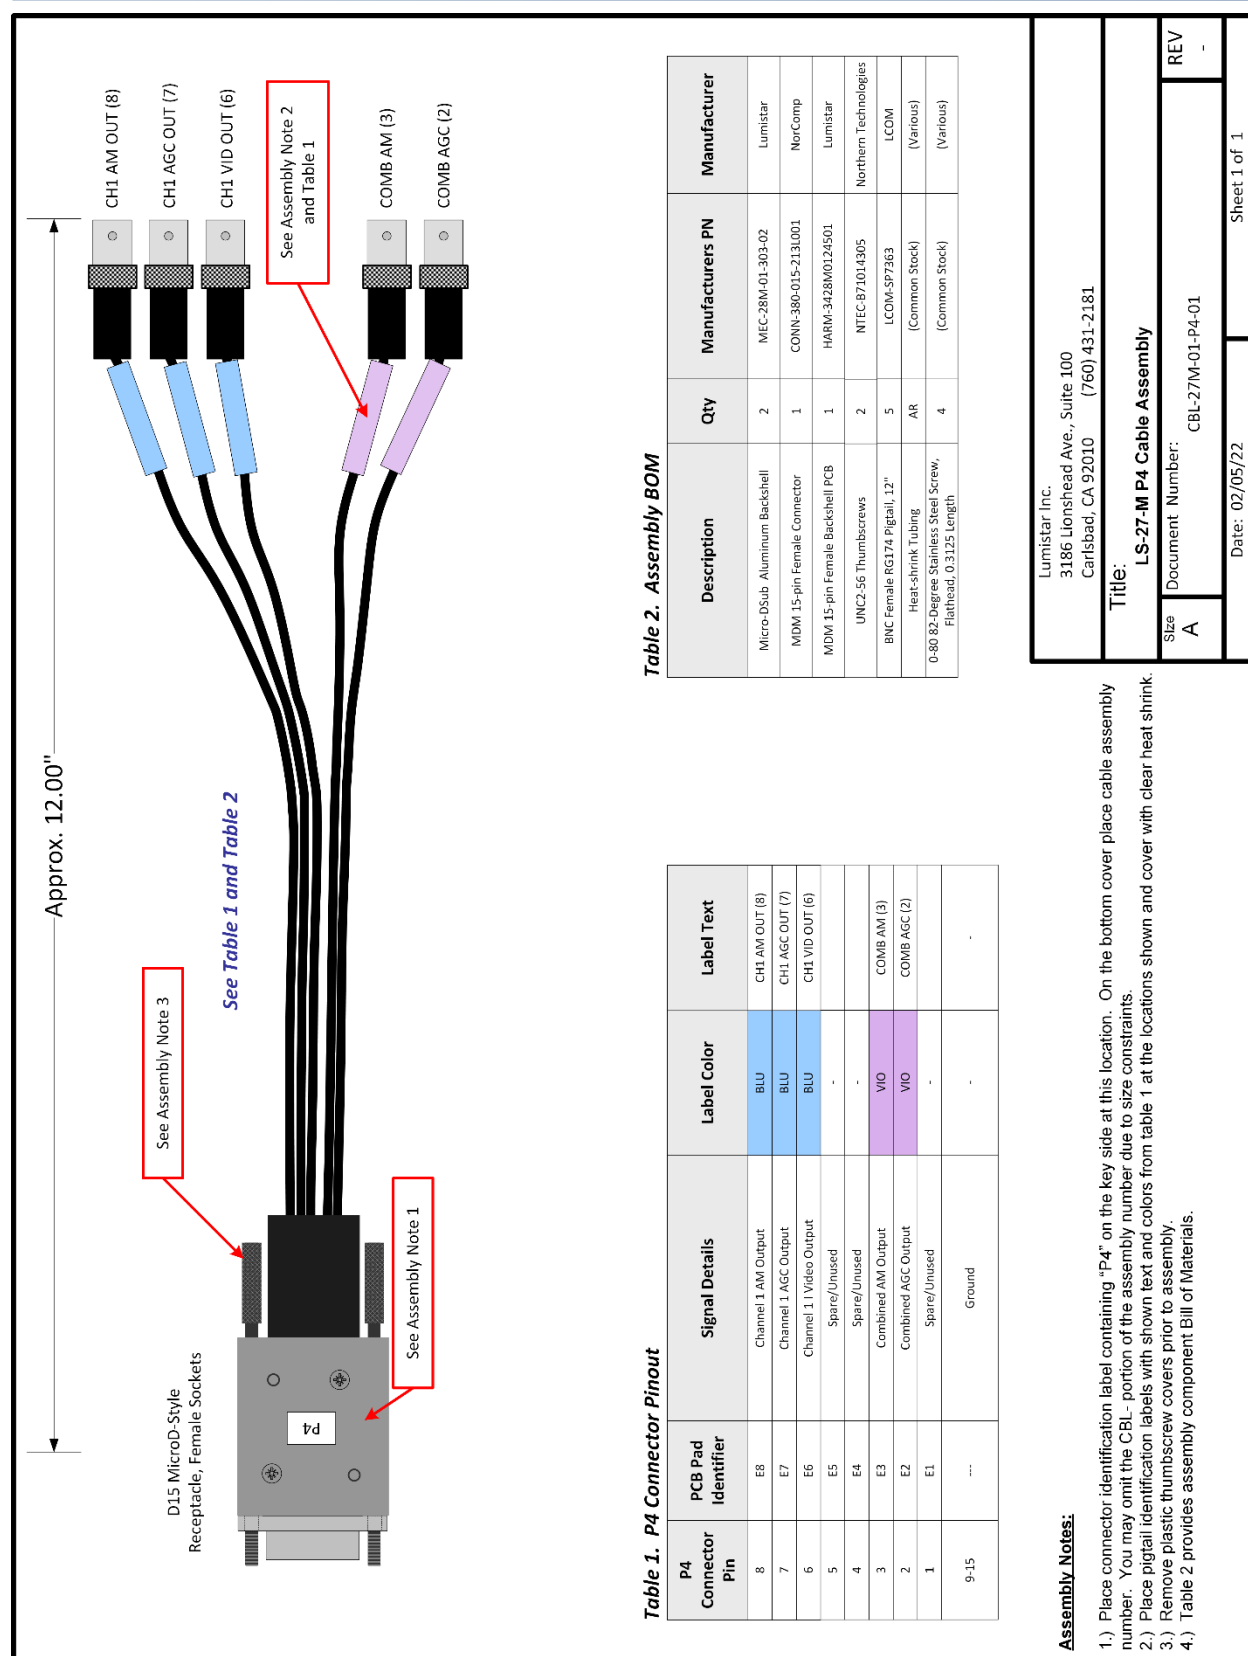 Approx. 12.00"
CH1 AM OUT (8)
CH1 AGC OUT (7)
CH1 VID OUT (6)
See Assembly Note 2
and Table 1
COMB AM (3)
COMB AGC (2)
See Assembly Note 3
See Table 1 and Table 2
D15 MicroD-Style
Receptacle, Female Sockets
P4
See Assembly Note 1
Table 1. P4 Connector Pinout
P4 Connector Pin | PCB Pad Identifier | Signal Details | Label Color | Label Text
8 | E8 | Channel 1 AM Output | BLU | CH1 AM OUT (8)
7 | E7 | Channel 1 AGC Output | BLU | CH1 AGC OUT (7)
6 | E6 | Channel 1 I Video Output | BLU | CH1 VID OUT (6)
5 | E5 | Spare/Unused | -
4 | E4 | Spare/Unused | -
3 | E3 | Combined AM Output | VIO | COMB AM (3)
2 | E2 | Combined AGC Output | VIO | COMB AGC (2)
1 | E1 | Spare/Unused | -
9-15 | --- | Ground | - | -
Table 2. Assembly BOM
Description | Qty | Manufacturers PN | Manufacturer
Micro-DSub Aluminum Backshell | 2 | MEC-28M-01-303-02 | Lumistar
MDM 15-pin Female Connector | 1 | CONN-380-015-213L001 | NorComp
MDM 15-pin Female Backshell PCB | 1 | HARM-3428M0124501 | Lumistar
UNC2-56 Thumbscrews | 2 | NTEC-B71014305 | Northern Technologies
BNC Female RG174 Pigtail, 12" | 5 | LCOM-SP7363 | LCOM
Heat-shrink Tubing | AR | (Common Stock) | (Various)
0-80 82-Degree Stainless Steel Screw, Flathead, 0.3125 Length | 4 | (Common Stock) | (Various)
Assembly Notes:
1.) Place connector identification label containing "P4" on the key side at this location. On the bottom cover place cable assembly
number. You may omit the CBL- portion of the assembly number due to size constraints.
2.) Place pigtail identification labels with shown text and colors from table 1 at the locations shown and cover with clear heat shrink.
3.) Remove plastic thumbscrew covers prior to assembly.
4.) Table 2 provides assembly component Bill of Materials.
Lumistar Inc.
3186 Lionshead Ave., Suite 100
Carlsbad, CA 92010 (760) 431-2181
Title:
LS-27-M P4 Cable Assembly
Size
A
Document Number:
CBL-27M-01-P4-01
REV
-
Date: 02/05/22
Sheet 1 of 1